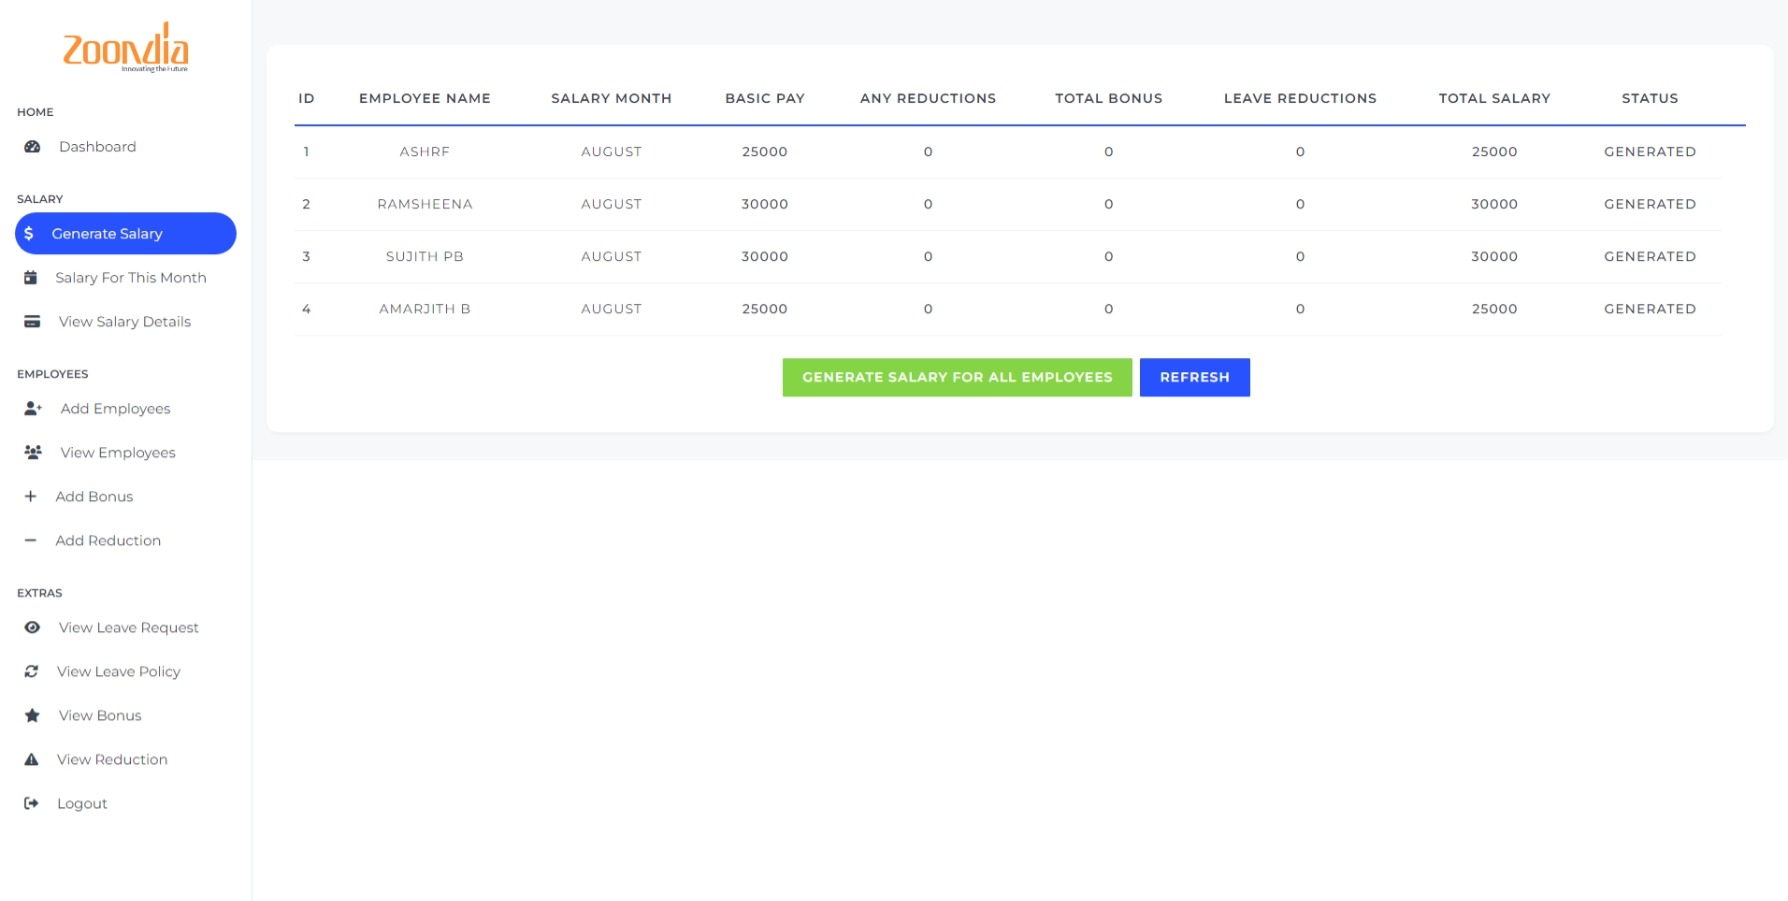 Zoondia
Innovating the Future
HOME
Dashboard
SALARY
Generate Salary
Salary For This Month
View Salary Details
EMPLOYEES
Add Employees
View Employees
Add Bonus
Add Reduction
EXTRAS
View Leave Request
View Leave Policy
View Bonus
View Reduction
Logout
ID EMPLOYEE NAME SALARY MONTH BASIC PAY ANY REDUCTIONS TOTAL BONUS LEAVE REDUCTIONS TOTAL SALARY STATUS
1 ASHRF AUGUST 25000 0 0 0 25000 GENERATED
2 RAMSHEENA AUGUST 30000 0 0 0 30000 GENERATED
3 SUJITH PB AUGUST 30000 0 0 0 30000 GENERATED
4 AMARJITH B AUGUST 25000 0 0 0 25000 GENERATED
GENERATE SALARY FOR ALL EMPLOYEES REFRESH